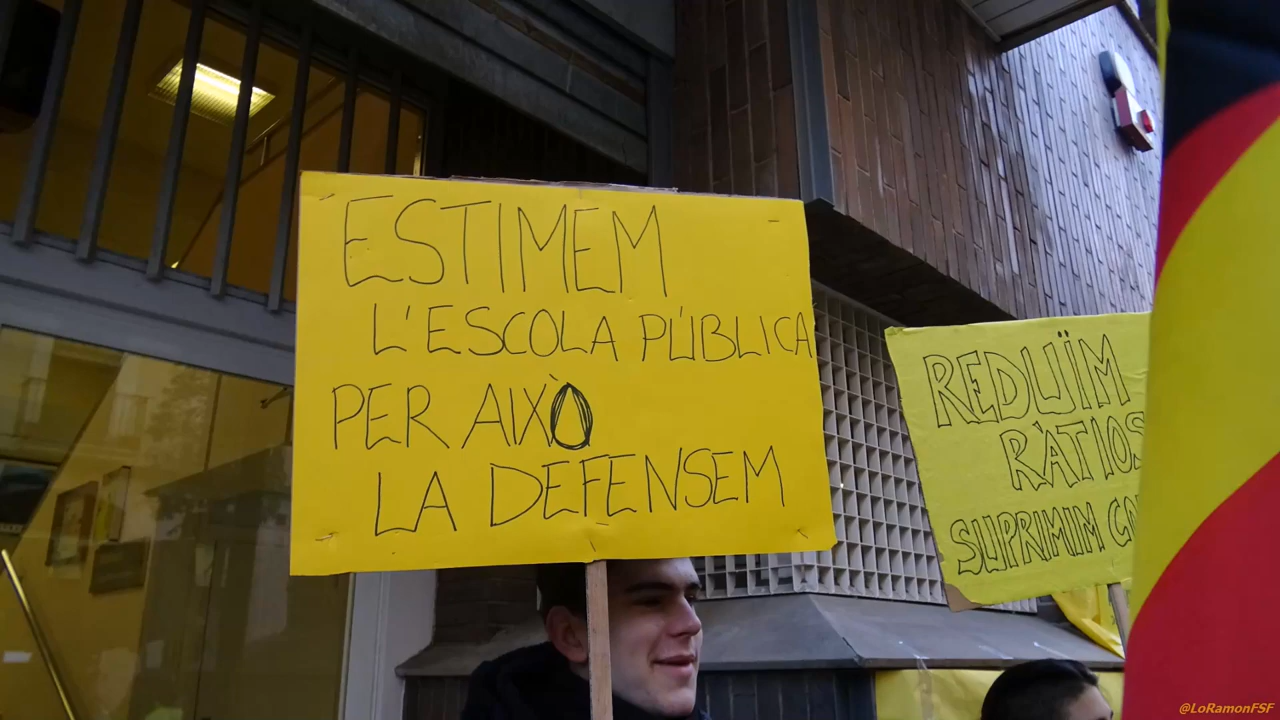 ESTIMEM
L'ESCOLA PÚBLICA
PER AIXÒ
LA DEFENSEM
REDUÏM
RÀTIOS
SUPRIMIM
@LoRamonFSF